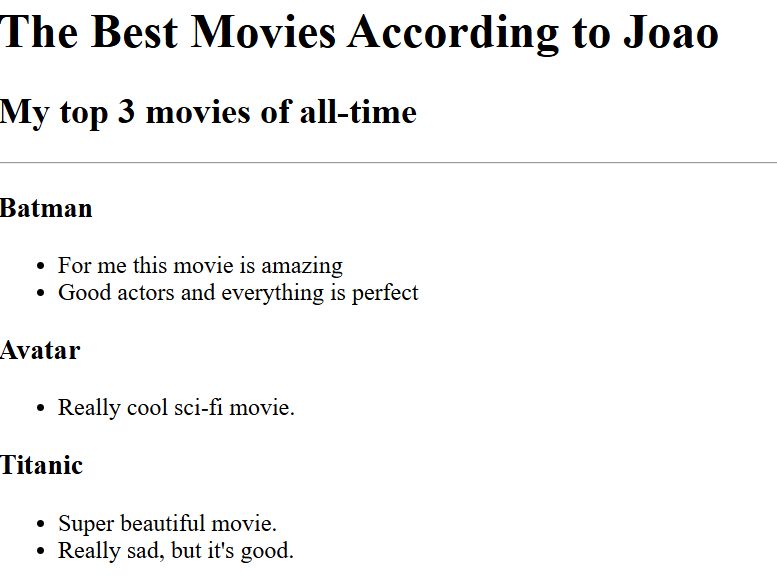 The Best Movies According to Joao
My top 3 movies of all-time
Batman
• For me this movie is amazing
• Good actors and everything is perfect
Avatar
• Really cool sci-fi movie.
Titanic
• Super beautiful movie.
• Really sad, but it's good.